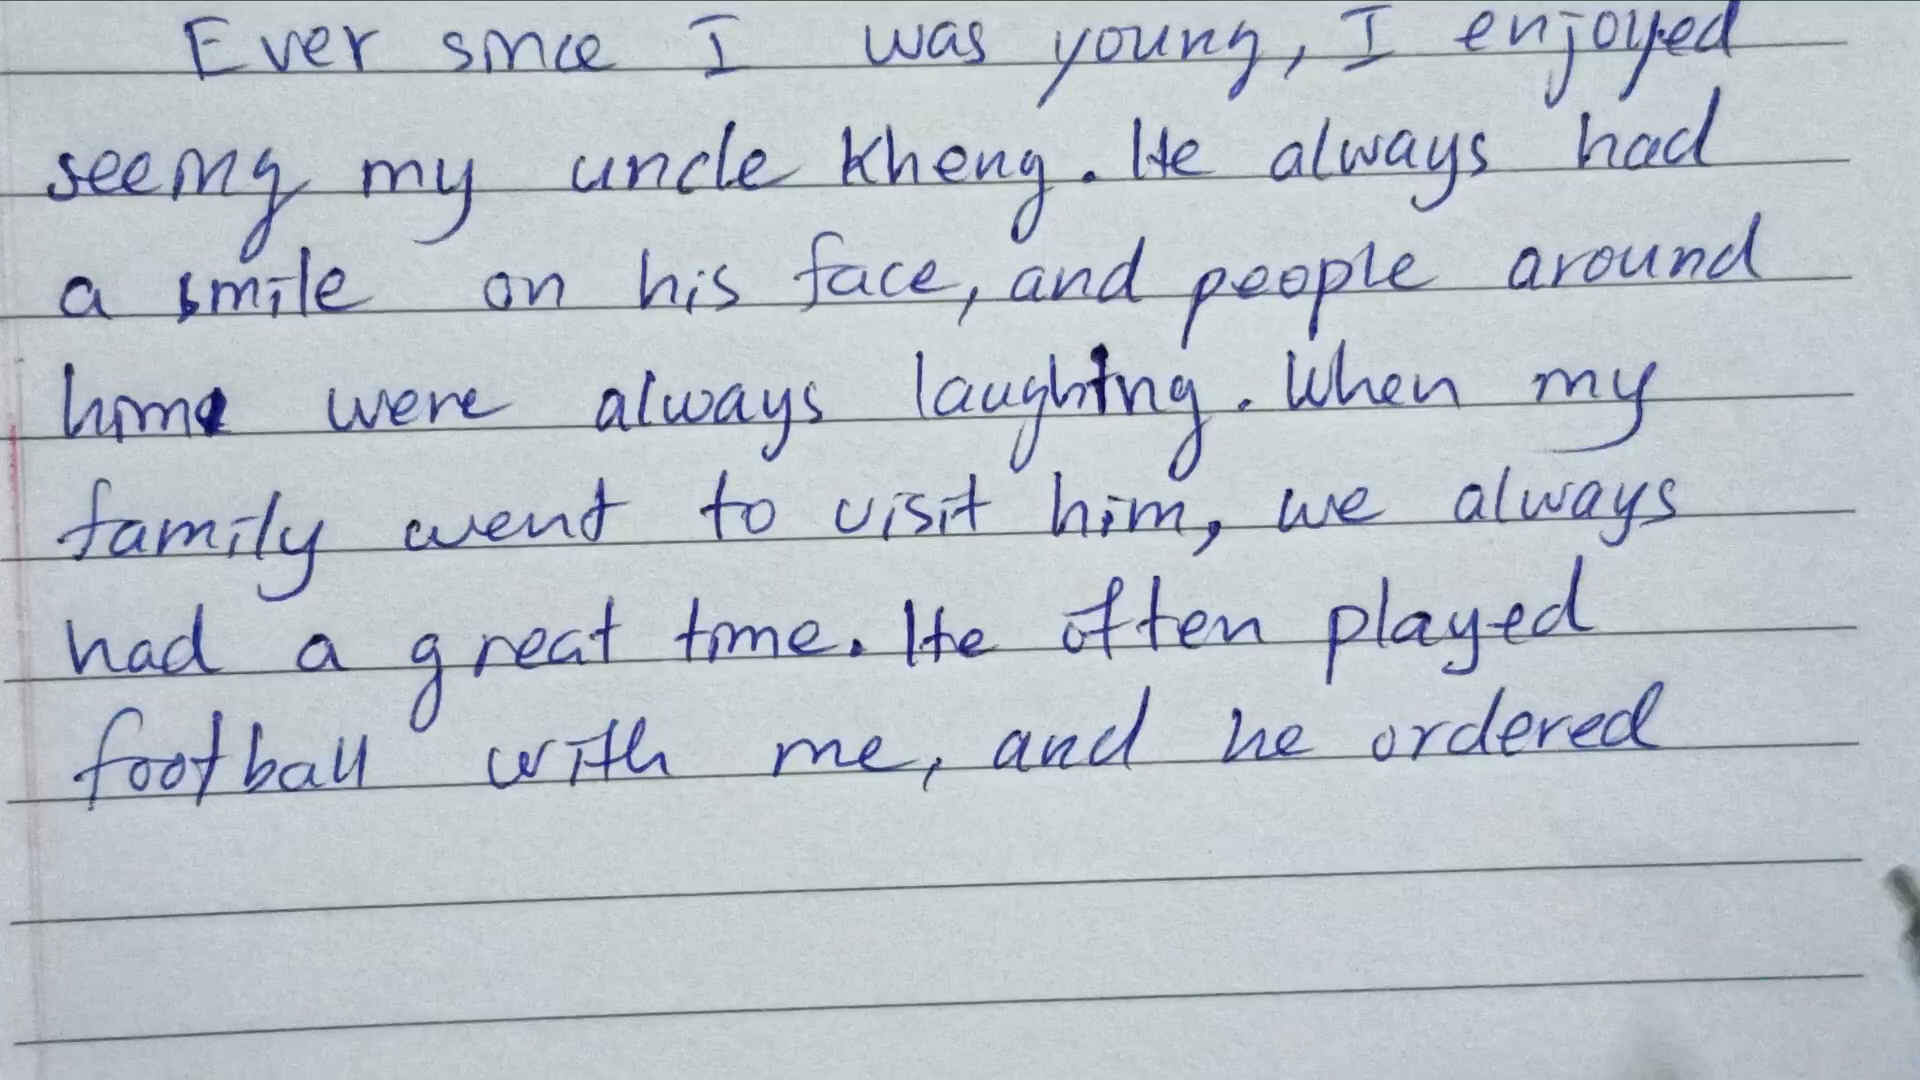 Ever since I was young, I enjoyed
seeing my uncle Kheng. He always had
a smile on his face, and people around
him were always laughing. When my
family went to visit him, we always
had a great time. He often played
football with me, and he ordered